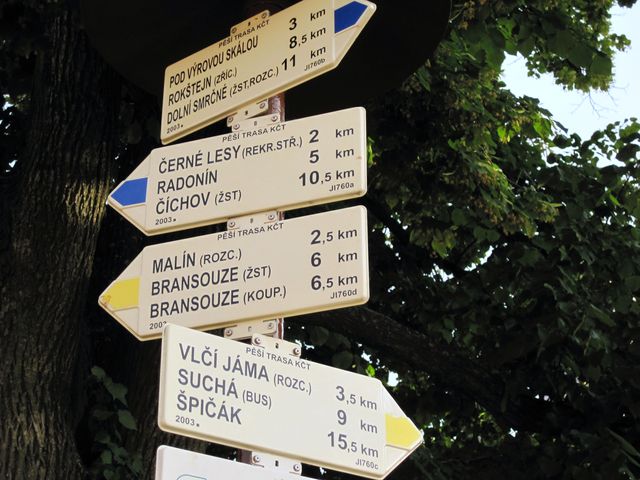 PĚŠÍ TRASA KČT
POD VÝROVOU SKÁLOU 3 km
ROKŠTEJN (ZŘÍC.) 8,5 km
DOLNÍ SMRČNÉ (ŽST,ROZC.) 11 km
2003 JI760b
PĚŠÍ TRASA KČT
ČERNÉ LESY (REKR.STŘ.) 2 km
RADONÍN 5 km
ČÍCHOV (ŽST) 10,5 km
2003 JI760a
PĚŠÍ TRASA KČT
MALÍN (ROZC.) 2,5 km
BRANSOUZE (ŽST) 6 km
BRANSOUZE (KOUP.) 6,5 km
2003 JI760d
PĚŠÍ TRASA KČT
VLČÍ JÁMA (ROZC.) 3,5 km
SUCHÁ (BUS) 9 km
ŠPIČÁK 15,5 km
2003 JI760c